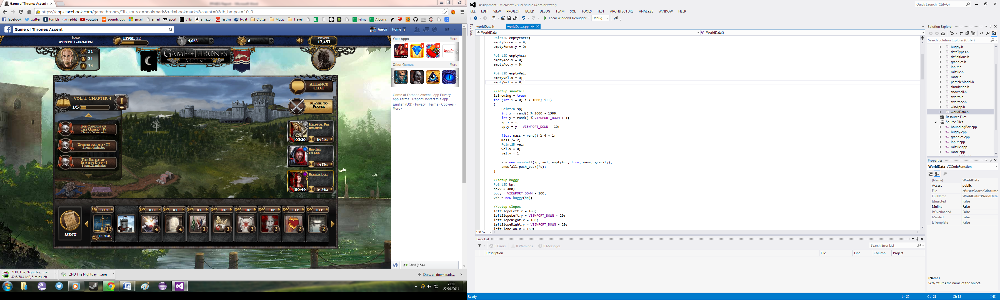 Game of Thrones Ascent
https://apps.facebook.com/gamethrones/?fb_source=bookmark&ref=bookmarks&count=0&fb_bmpos=10_0
facebook twitter tumblr reddit youtube Soundcloud email email sport Villa amazon lastfm tvvat Clutter Music Travel Films Albums
Game of Thrones Ascent
Aaron Home 8
LORD
AZERELL GARGALEN
LEVEL: 22
4,063
6
POWER
12,453
51
31
34
GAME OF THRONES
ASCENT
VOL 1, CHAPTER 4
I
1/5
THE CAPTAIN OF
THE GUARD - IV
2 hours, 52 minutes
UNDERHANDED - III
1 hour, 4 minutes
THE BATTLE OF
ROXTON KEEP - I
1 hour, 21 minutes
ALLIANCE
CHAT
PLAYER TO
PLAYER
HELPFUL PIA
BONIFER
05:30 1H 21M
BIG LEO
CRABB
3H 13M
BRELLA JAST
00:49 1H 24M
MENU
BUSY IDLE IDLE IDLE IDLE IDLE IDLE IDLE IDLE
12 4 4 2 2 2 2 2 2
161/1600
Your Apps More
5 1 44
lost.fm
Other Games More
Game of Thrones Ascent · App Privacy ·
App Terms · Report/Contact this App
English (US) · Privacy · Terms · Cookies ·
More
Chat (154)
ZHU_The_Nightday_....rar
42.6/58.4 MB, 5 mins left
ZHU The Nightday (....exe
Show all downloads...
21:03
22/04/2014
Assignment - Microsoft Visual Studio (Administrator)
Quick Launch (Ctrl+Q)
FILE EDIT VIEW PROJECT BUILD DEBUG TEAM SQL TOOLS TEST ARCHITECTURE ANALYZE WINDOW HELP
Local Windows Debugger Debug
Toolbox
worldData.h worldData.cpp
WorldData WorldData()
Point2D emptyForce;
emptyForce.x = 0;
emptyForce.y = 0;
Point2D emptyAcc;
emptyAcc.x = 0;
emptyAcc.y = 0;
Point2D emptyVel;
emptyVel.x = 0;
emptyVel.y = 0;
//setup snowfall
isSnowing = true;
for (int i = 0; i < 1000; i++)
{
Point2D sp;
int x = rand() % 2600 - 1300;
int y = rand() % VIEWPORT_DOWN + 1;
sp.x = x;
sp.y = y - VIEWPORT_DOWN - 10;
float mass = rand() % 4 + 1;
mass /= 2;
Point2D vel;
vel.x = 0;
vel.y = 1;
s = new snowball(sp, vel, emptyAcc, true, mass, gravity);
snowfall.push_back(*s);
}
//setup buggy
Point2D bp;
bp.x = 400;
bp.y = VIEWPORT_DOWN - 100;
veh = new buggy(bp);
//setup slopes
leftSlopeLeft.x = 100;
leftSlopeLeft.y = VIEWPORT_DOWN - 20;
leftSlopeRight.x = 180;
leftSlopeRight.y = VIEWPORT_DOWN - 20;
leftSlopeTop.x = 180;
100 %
Error List
0 Errors 0 Warnings 0 Messages
Search Error List
Description File Line Column Project
Solution Explorer
Search Solution Explorer (Ctrl+;)
buggy.h
dataTypes.h
definitions.h
graphics.h
input.h
missile.h
mote.h
particleModel.h
simulation.h
snowball.h
swarm.h
swarmee.h
winApp.h
worldData.h
Resource Files
Source Files
boundingBox.cpp
buggy.cpp
graphics.cpp
input.cpp
missile.cpp
mote.cpp
Properties
WorldData VCCodeFunction
(Name) WorldData
Access public
File c:\users\aaron\docume
FullName WorldData::WorldData
IsInjected False
IsInline False
IsOverloaded False
IsSealed False
IsTemplate False
(Name)
Sets/returns the name of the object.
Ready Ln 26 Col 21 Ch 18 INS